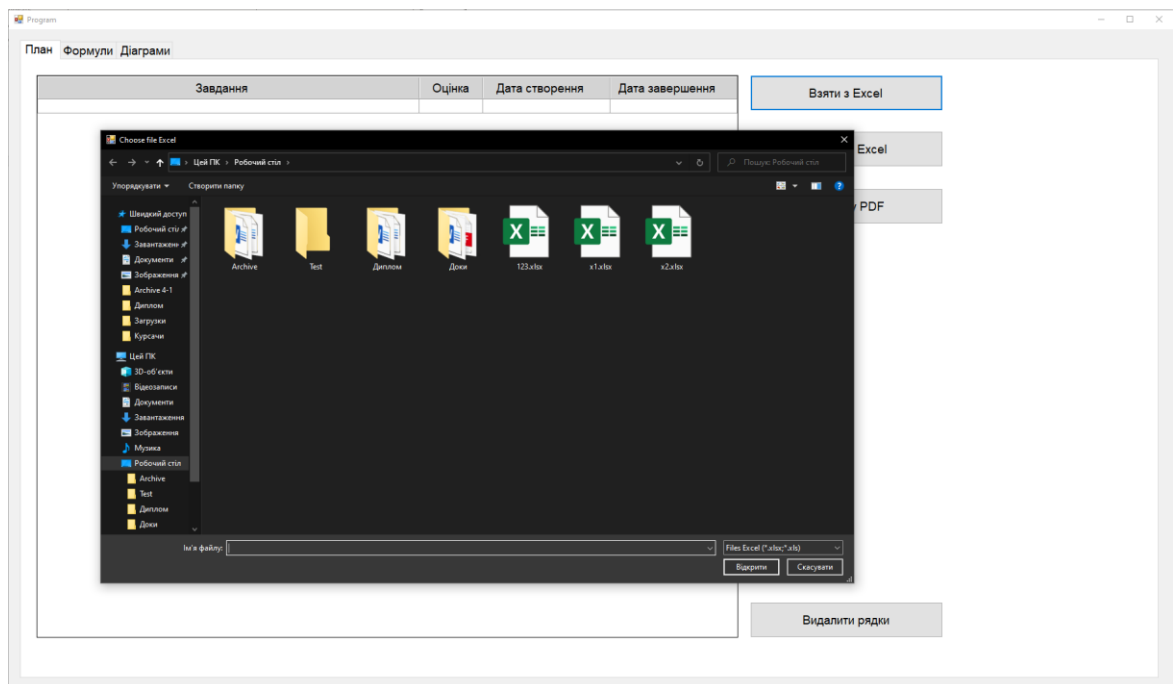 Program
План Формули Діаграми
Завдання Оцінка Дата створення Дата завершення
Взяти з Excel
Excel
PDF
Choose file Excel
Цей ПК › Робочий стіл ›
Пошук: Робочий стіл
Упорядкувати Створити папку
Швидкий доступ
Робочий сті
Завантажен
Документи
Зображення
Archive 4-1
Диплом
Загрузки
Курсачи
Цей ПК
3D-об'єкти
Відеозаписи
Документи
Завантаження
Зображення
Музика
Робочий стіл
Archive
Test
Диплом
Доки
Archive Test Диплом Доки 123.xlsx x1.xlsx x2.xlsx
Ім'я файлу: Files Excel (*.xlsx;*.xls)
Відкрити Скасувати
Видалити рядки